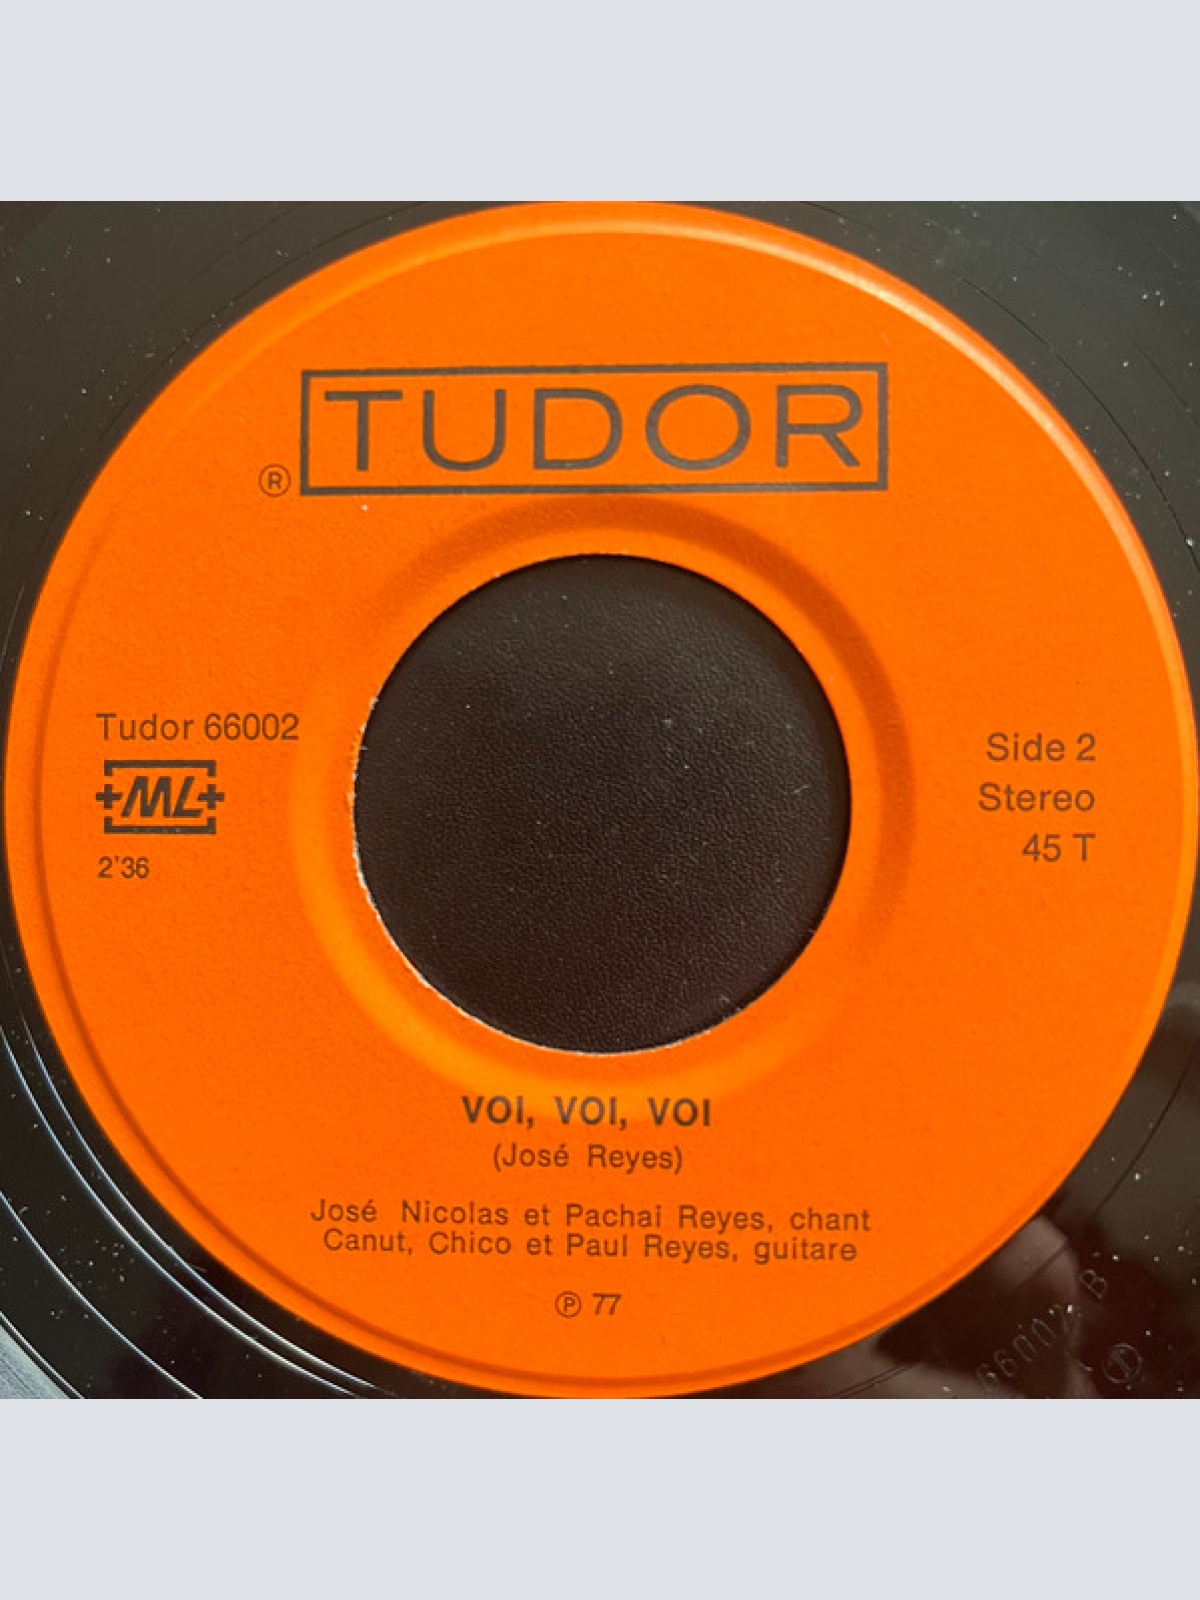 TUDOR
®
Tudor 66002
+ML+
2'36
Side 2
Stereo
45 T
VOI, VOI, VOI
(José Reyes)
José Nicolas et Pachai Reyes, chant
Canut, Chico et Paul Reyes, guitare
℗ 77
66002 B